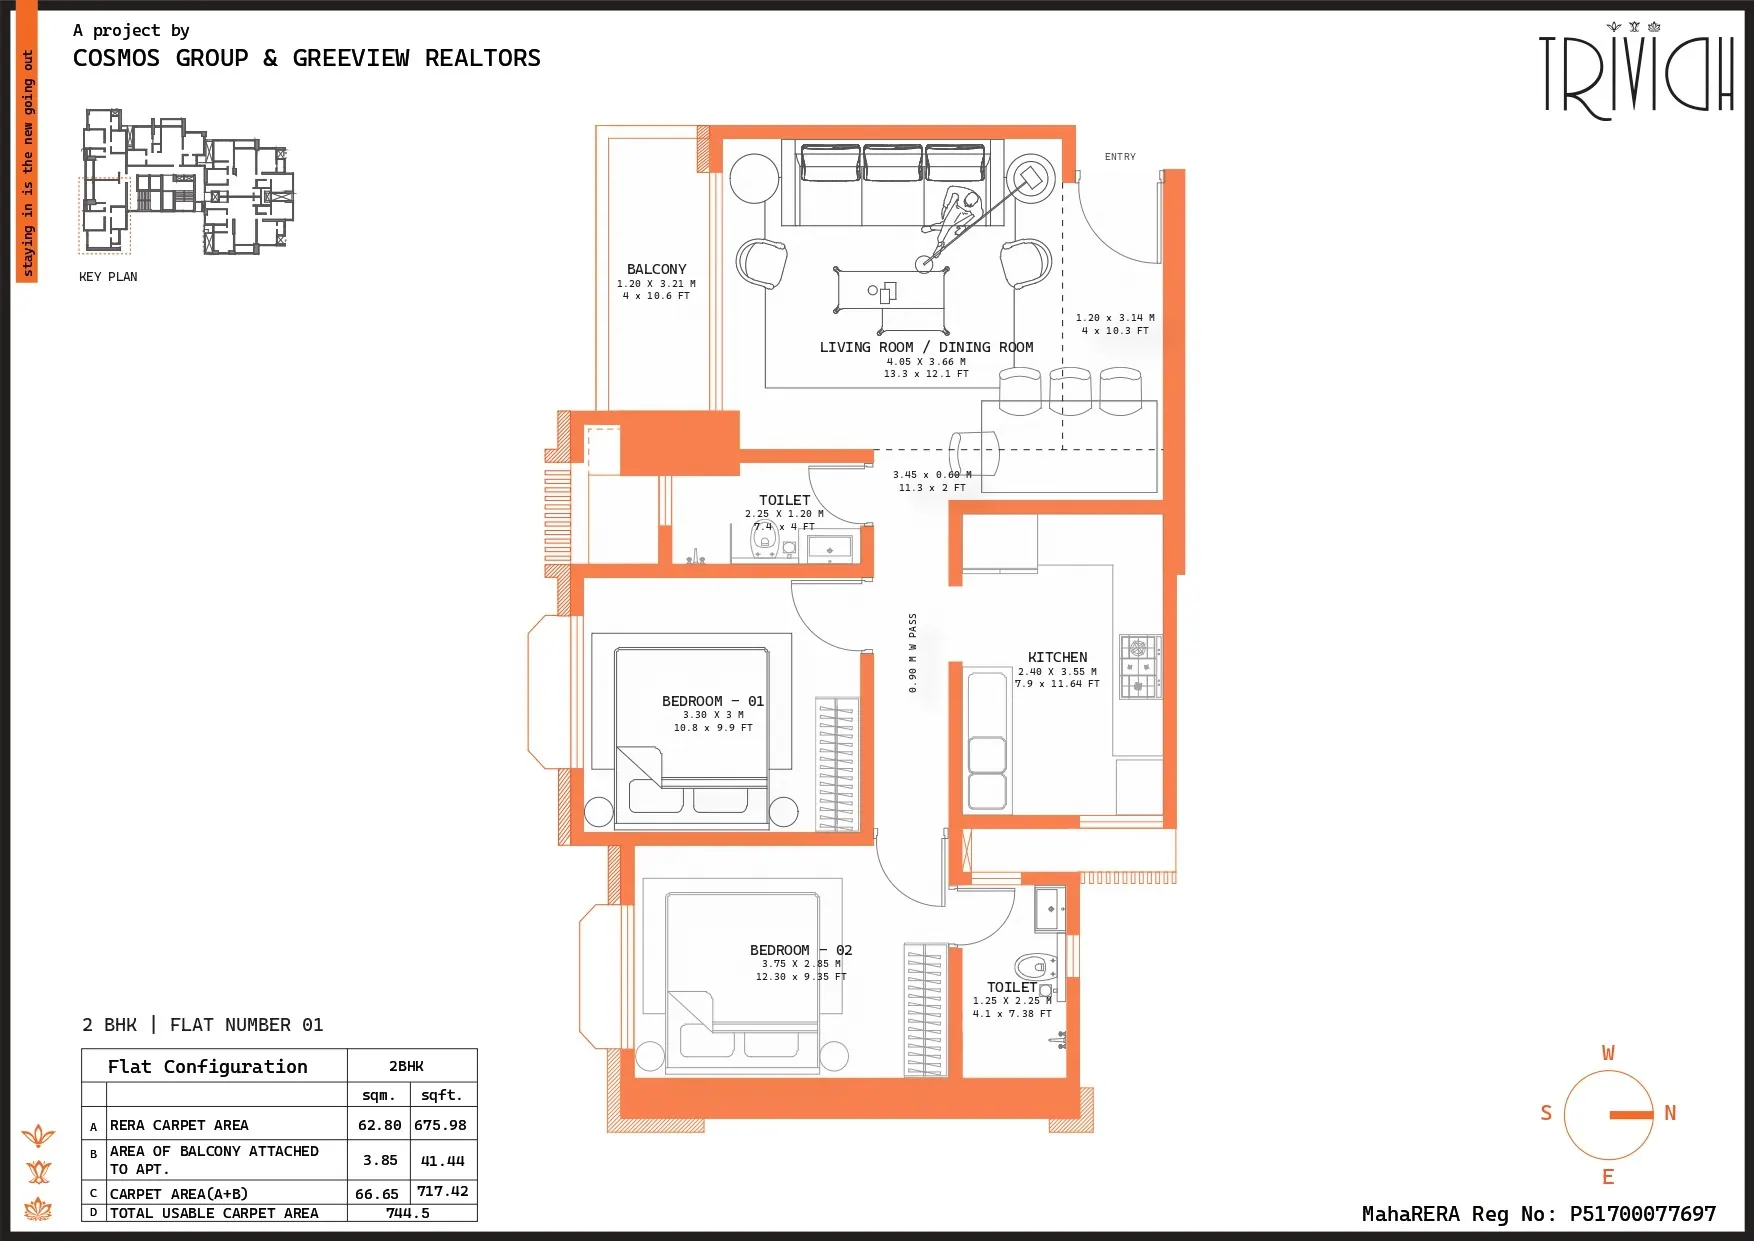 staying in is the new going out
A project by
COSMOS GROUP & GREEVIEW REALTORS
TRIVIDH
KEY PLAN
ENTRY
BALCONY
1.20 X 3.21 M
4 x 10.6 FT
1.20 x 3.14 M
4 x 10.3 FT
LIVING ROOM / DINING ROOM
4.05 X 3.66 M
13.3 x 12.1 FT
3.45 x 0.60 M
11.3 x 2 FT
TOILET
2.25 X 1.20 M
7.4 x 4 FT
0.90 M W PASS
KITCHEN
2.40 X 3.55 M
7.9 x 11.64 FT
BEDROOM - 01
3.30 X 3 M
10.8 x 9.9 FT
BEDROOM - 02
3.75 X 2.85 M
12.30 x 9.35 FT
TOILET
1.25 X 2.25 M
4.1 x 7.38 FT
2 BHK | FLAT NUMBER 01
Flat Configuration 2BHK
sqm. sqft.
A RERA CARPET AREA 62.80 675.98
B AREA OF BALCONY ATTACHED
TO APT. 3.85 41.44
C CARPET AREA(A+B) 66.65 717.42
D TOTAL USABLE CARPET AREA 744.5
W
S N
E
MahaRERA Reg No: P51700077697